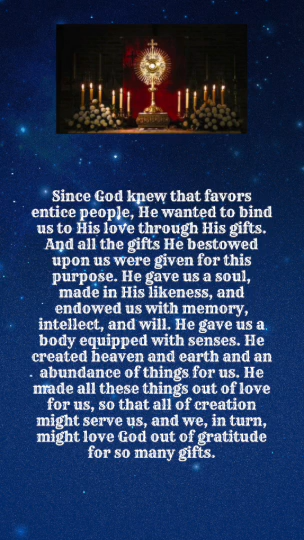 Since God knew that favors
entice people, He wanted to bind
us to His love through His gifts.
And all the gifts He bestowed
upon us were given for this
purpose. He gave us a soul,
made in His likeness, and
endowed us with memory,
intellect, and will. He gave us a
body equipped with senses. He
created heaven and earth and an
abundance of things for us. He
made all these things out of love
for us, so that all of creation
might serve us, and we, in turn,
might love God out of gratitude
for so many gifts.